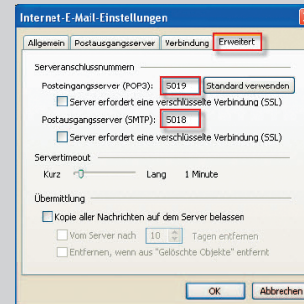 Internet-E-Mail-Einstellungen
Allgemein Postausgangsserver Verbindung Erweitert
Serveranschlussnummern
Posteingangsserver (POP3): 5019 Standard verwenden
Server erfordert eine verschlüsselte Verbindung (SSL)
Postausgangsserver (SMTP): 5018
Server erfordert eine verschlüsselte Verbindung (SSL)
Servertimeout
Kurz Lang 1 Minute
Übermittlung
Kopie aller Nachrichten auf dem Server belassen
Vom Server nach 10 Tagen entfernen
Entfernen, wenn aus "Gelöschte Objekte" entfernt
OK Abbrechen